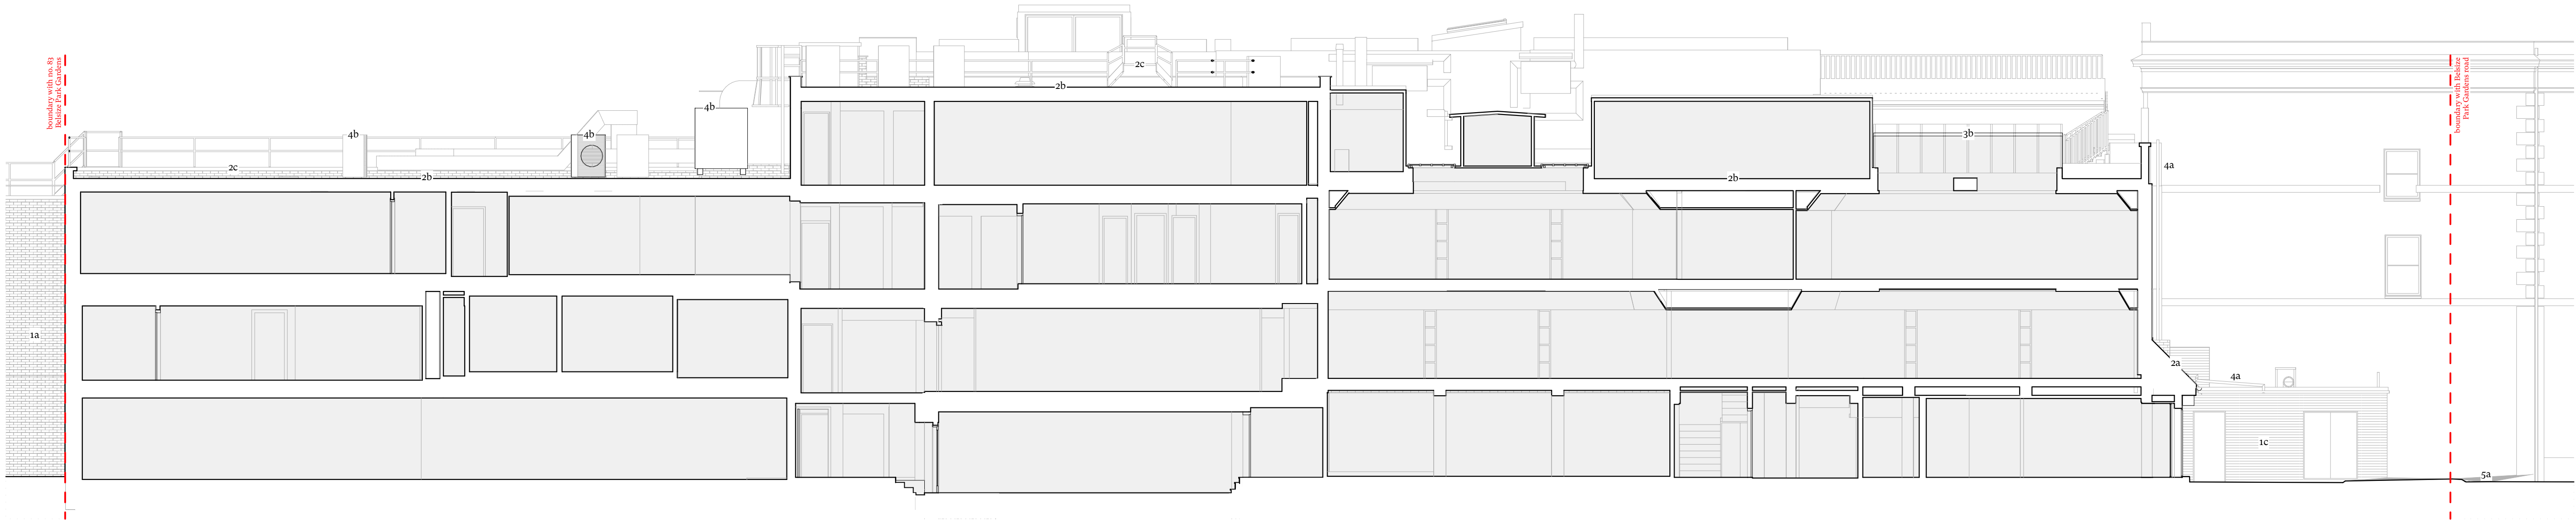 boundary with no. 83
Belsize Park Gardens
boundary with Belsize
Park Gardens road
2c
2b
4b
4b
4b
3b
4a
2c
2b
2b
1a
2a
4a
1c
5a